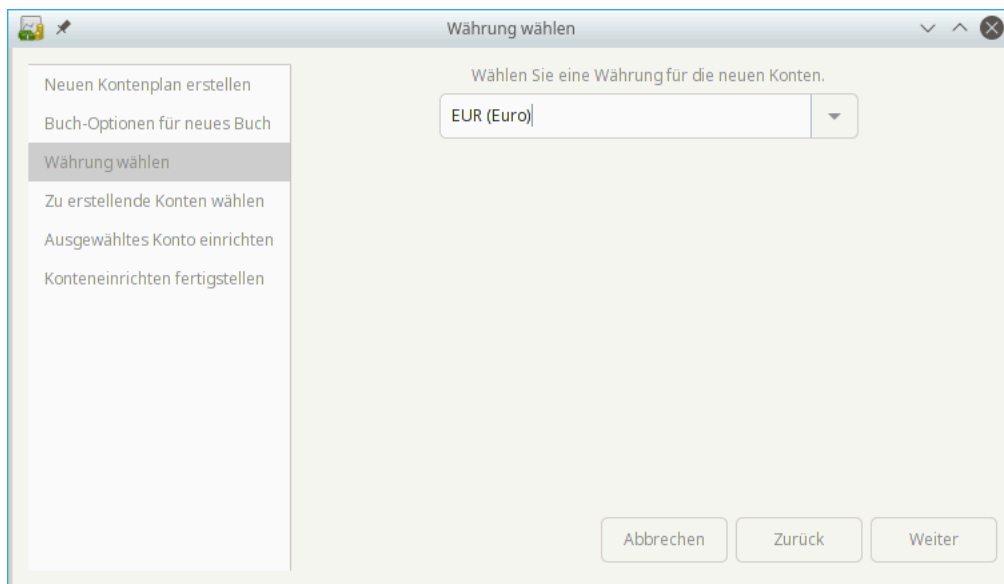 Währung wählen
Neuen Kontenplan erstellen
Buch-Optionen für neues Buch
Währung wählen
Zu erstellende Konten wählen
Ausgewähltes Konto einrichten
Konteneinrichten fertigstellen
Wählen Sie eine Währung für die neuen Konten.
EUR (Euro)
Abbrechen
Zurück
Weiter